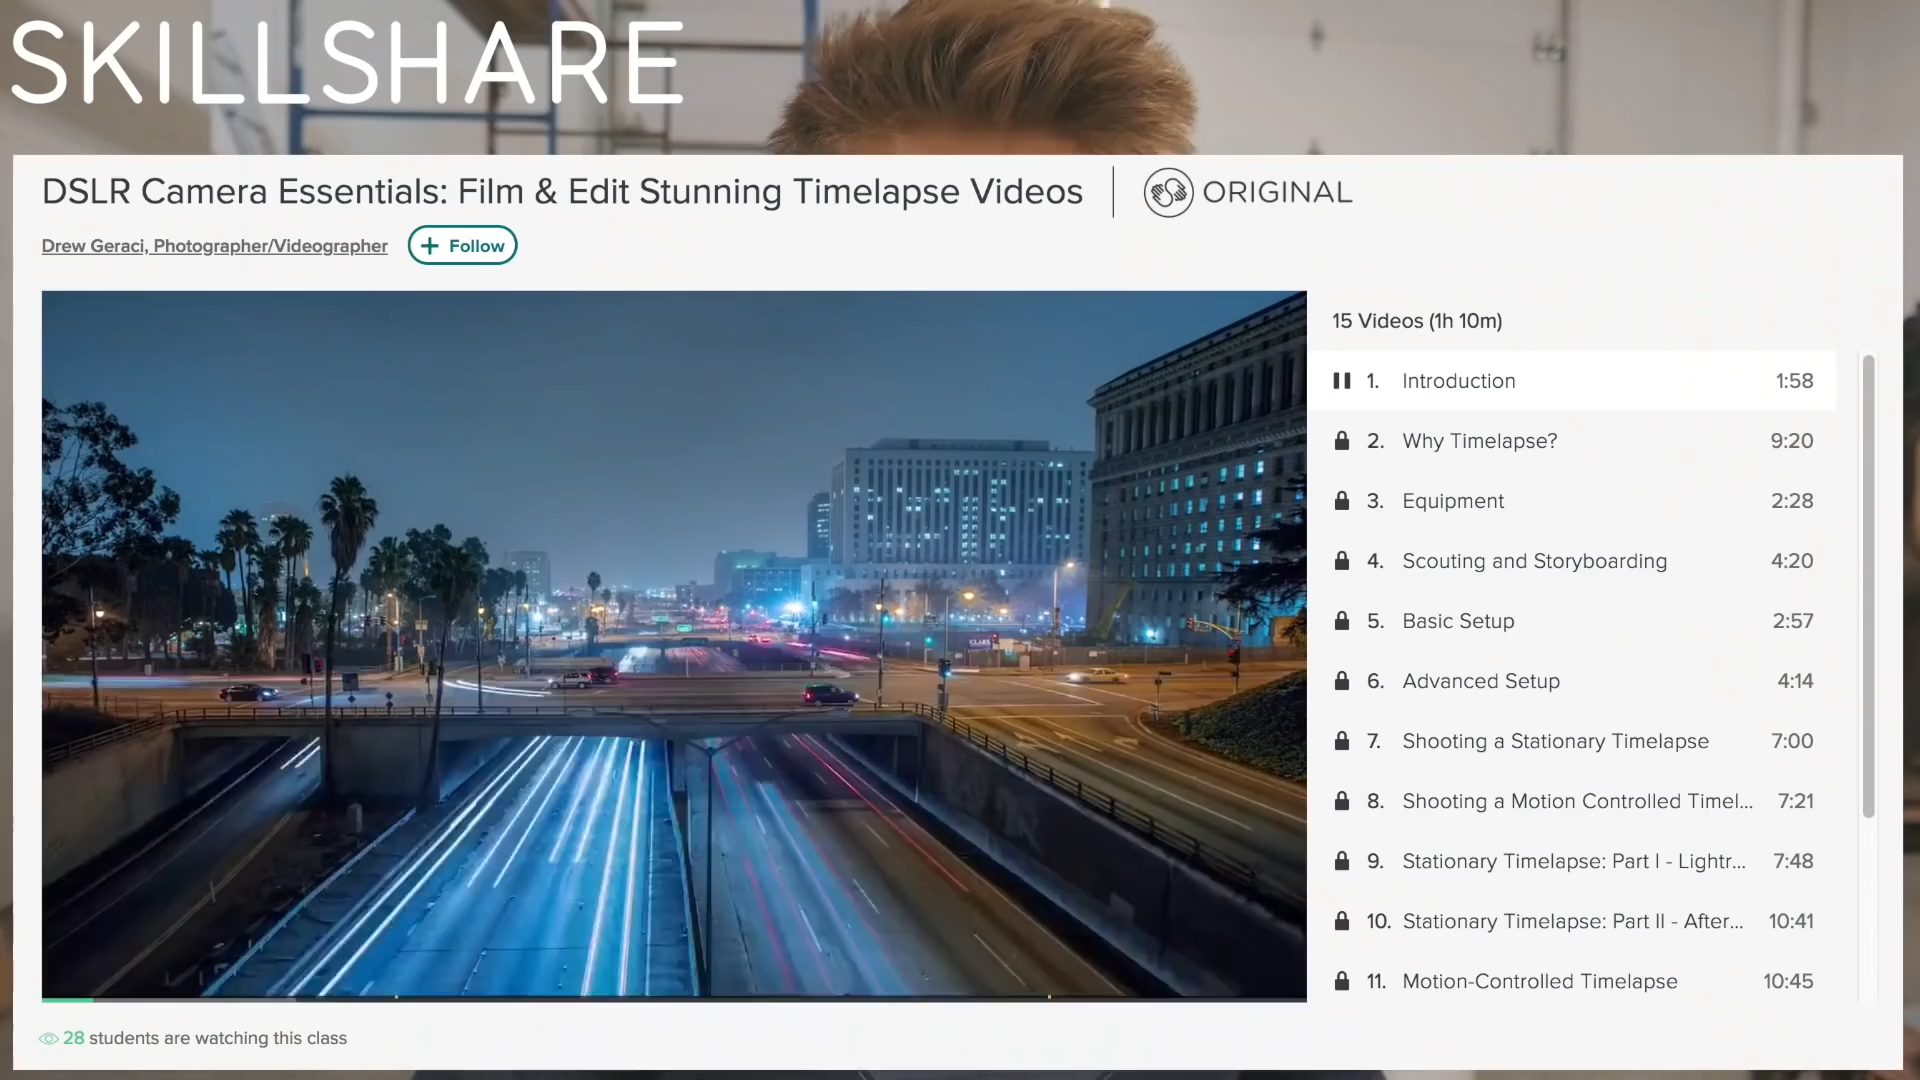 SKILLSHARE
DSLR Camera Essentials: Film & Edit Stunning Timelapse Videos
ORIGINAL
Drew Geraci, Photographer/Videographer
+ Follow
15 Videos (1h 10m)
1. Introduction 1:58
2. Why Timelapse? 9:20
3. Equipment 2:28
4. Scouting and Storyboarding 4:20
5. Basic Setup 2:57
6. Advanced Setup 4:14
7. Shooting a Stationary Timelapse 7:00
8. Shooting a Motion Controlled Timel... 7:21
9. Stationary Timelapse: Part I - Lightr... 7:48
10. Stationary Timelapse: Part II - After... 10:41
11. Motion-Controlled Timelapse 10:45
28 students are watching this class